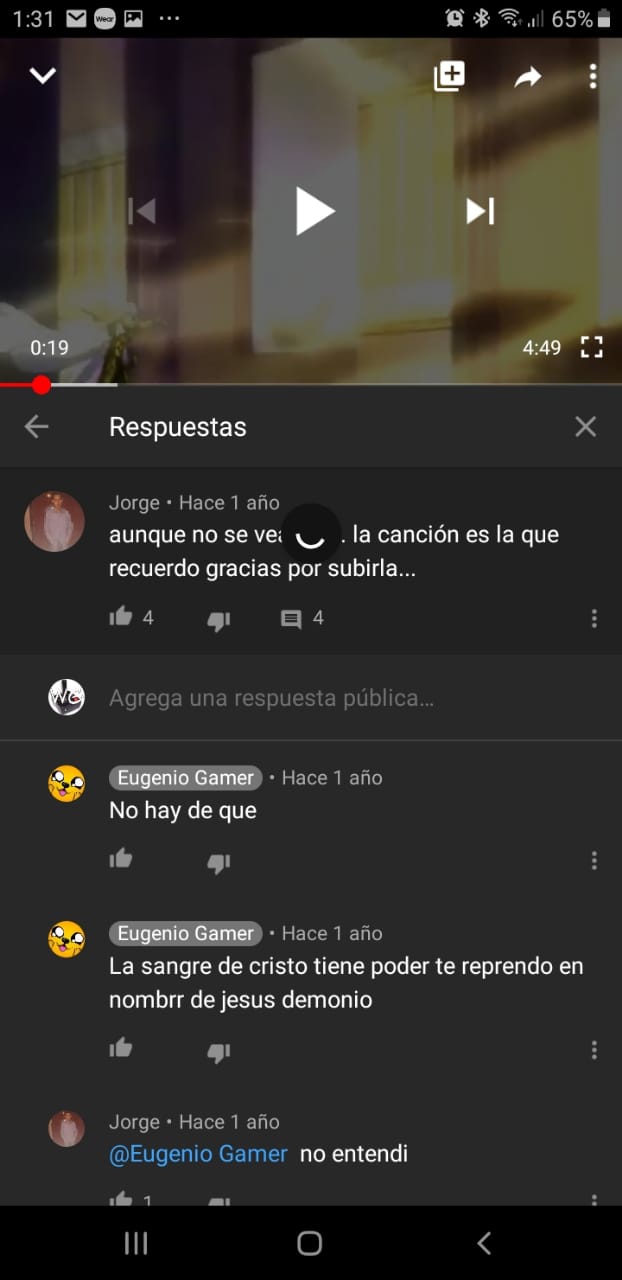 1:31
Wear
65%
0:19
4:49
Respuestas
Jorge • Hace 1 año
aunque no se vea . la canción es la que
recuerdo gracias por subirla...
4
4
Agrega una respuesta pública...
Eugenio Gamer • Hace 1 año
No hay de que
Eugenio Gamer • Hace 1 año
La sangre de cristo tiene poder te reprendo en
nombrr de jesus demonio
Jorge • Hace 1 año
@Eugenio Gamer no entendi
1